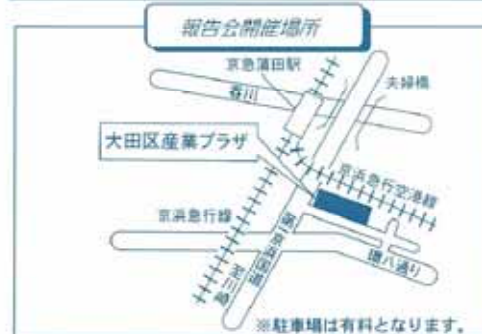 報告会開催場所
京急蒲田駅
夫婦橋
呑川
大田区産業プラザ
京浜急行空港線
京浜急行線
第一京浜国道
至川崎
環八通り
※駐車場は有料となります。